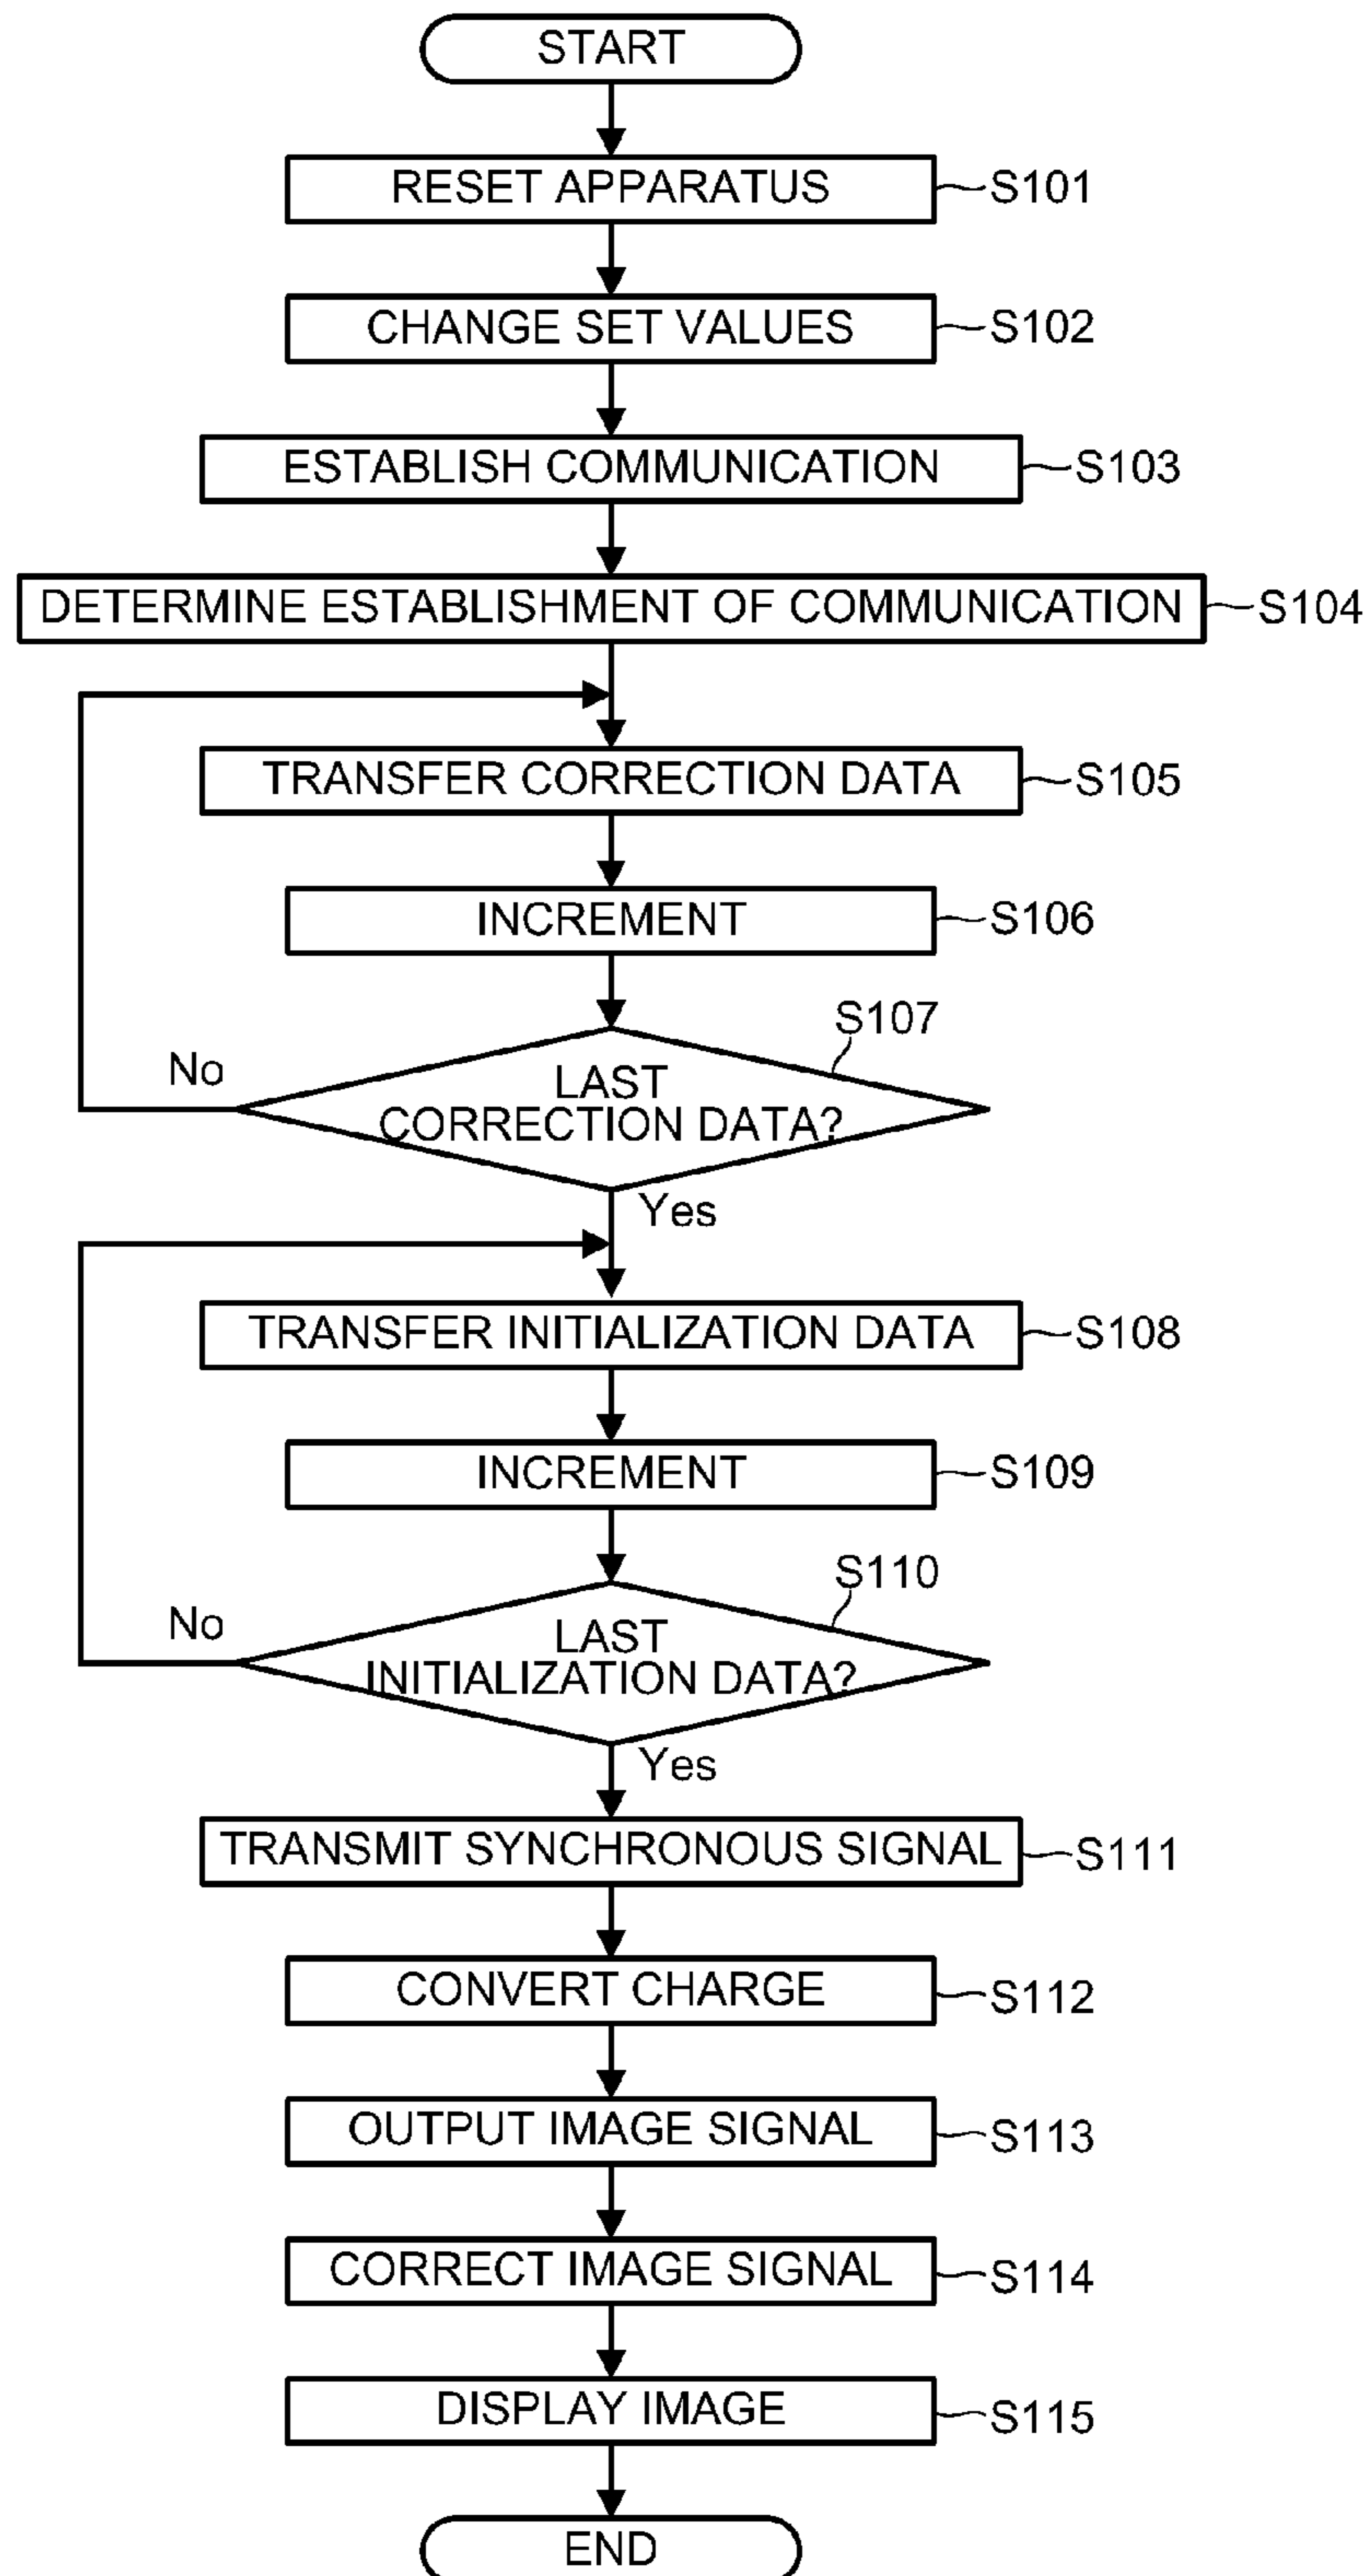 START
RESET APPARATUS
S101
CHANGE SET VALUES
S102
ESTABLISH COMMUNICATION
S103
DETERMINE ESTABLISHMENT OF COMMUNICATION
S104
TRANSFER CORRECTION DATA
S105
INCREMENT
S106
S107
No
LAST
CORRECTION DATA?
Yes
TRANSFER INITIALIZATION DATA
S108
INCREMENT
S109
S110
No
LAST
INITIALIZATION DATA?
Yes
TRANSMIT SYNCHRONOUS SIGNAL
S111
CONVERT CHARGE
S112
OUTPUT IMAGE SIGNAL
S113
CORRECT IMAGE SIGNAL
S114
DISPLAY IMAGE
S115
END